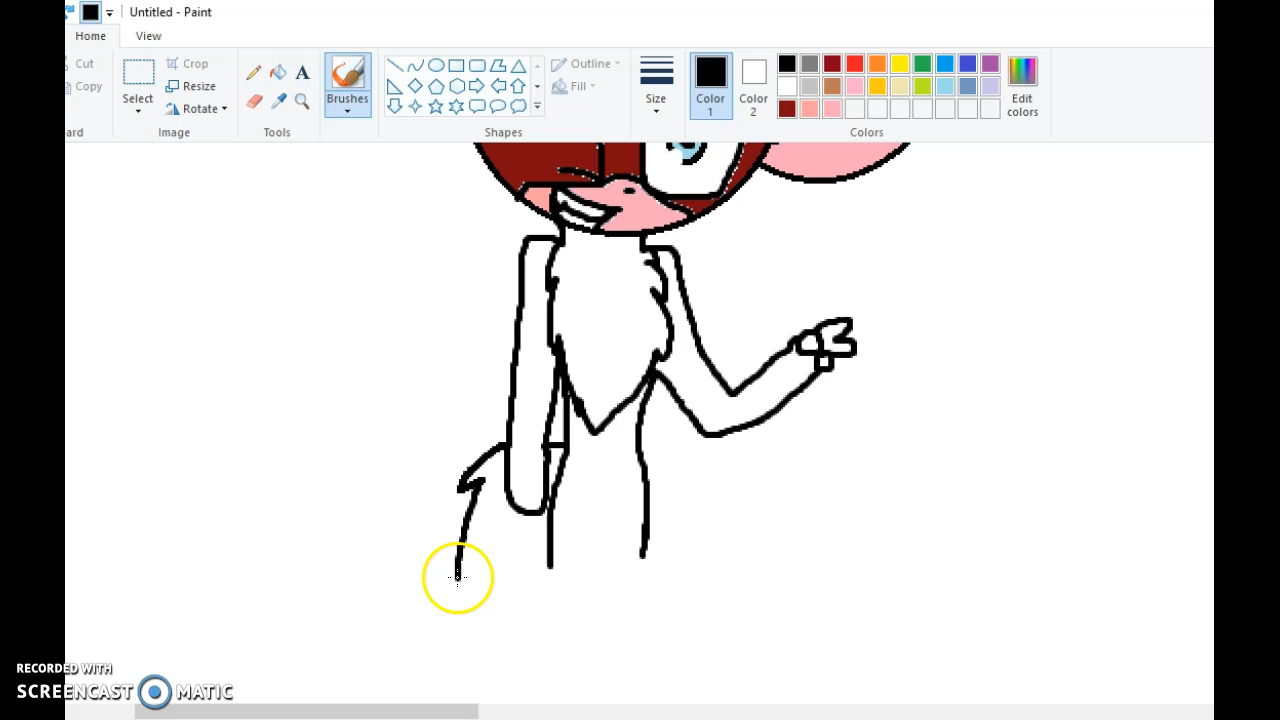 Untitled - Paint
Home View
Cut Crop
Copy Select Resize
Rotate
Brushes
Outline
Fill
Size
Color 1
Color 2
Edit colors
ard Image Tools Shapes Colors
A
RECORDED WITH
SCREENCAST MATIC